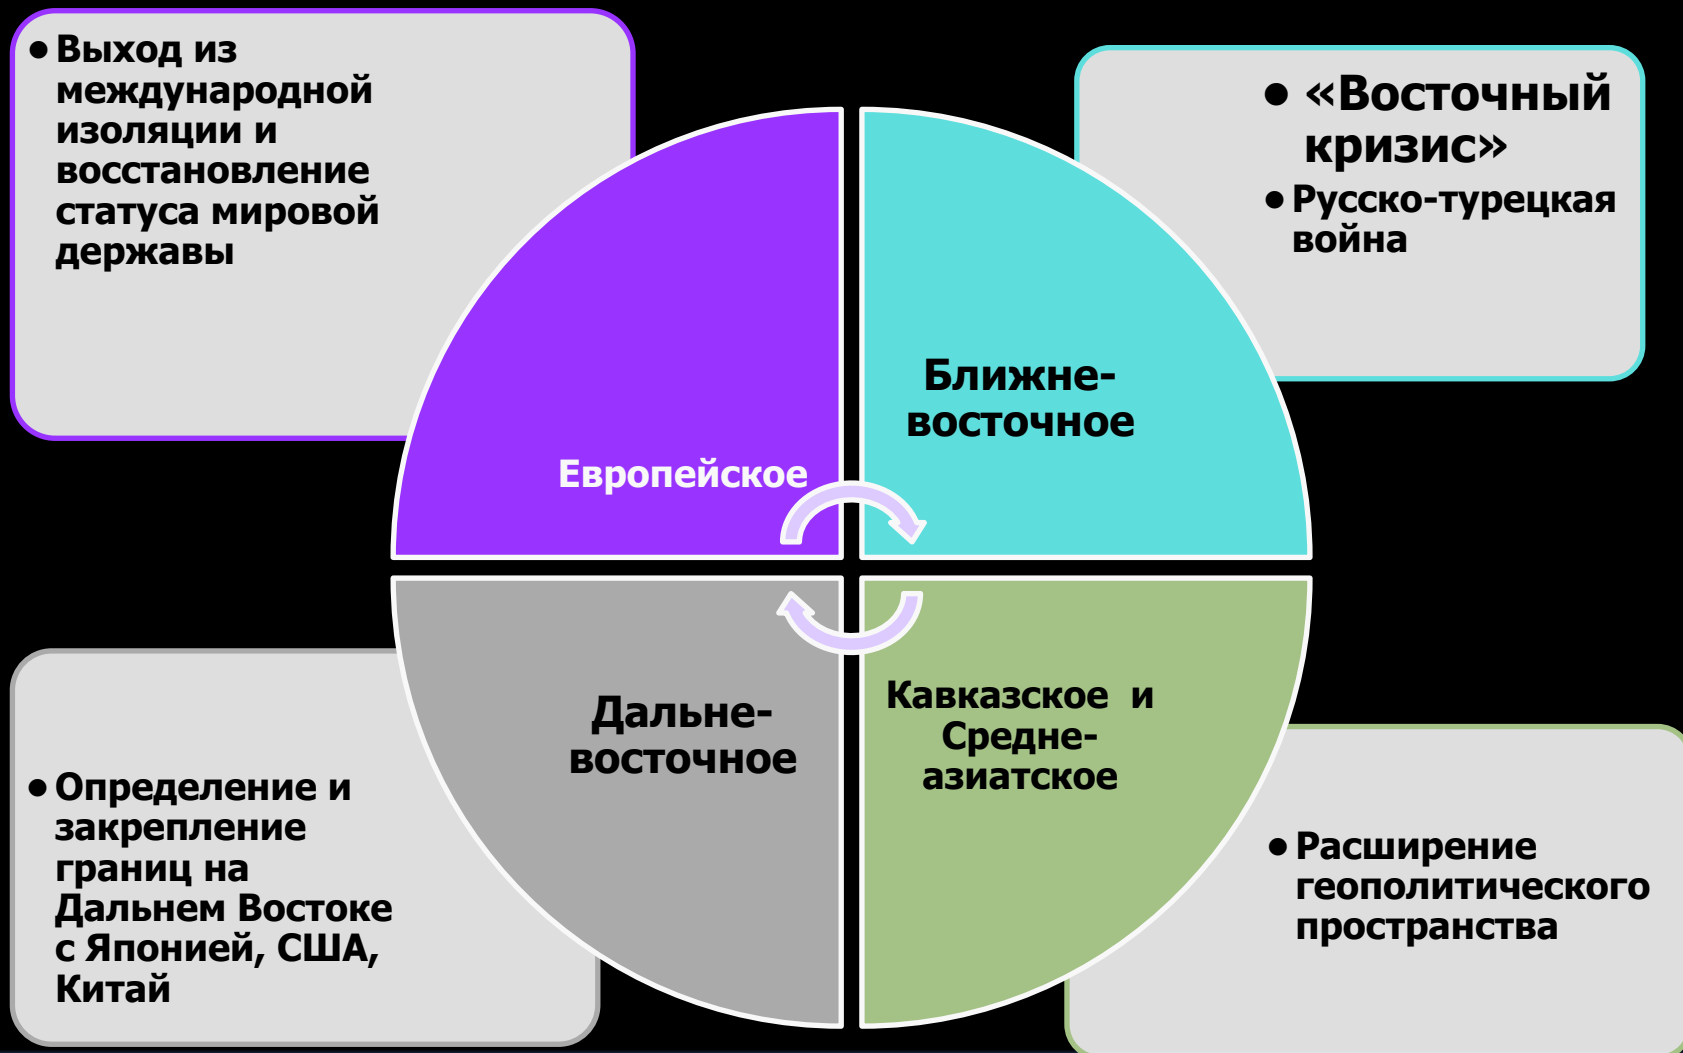 • Выход из
международной
изоляции и
восстановление
статуса мировой
державы
• «Восточный
кризис»
• Русско-турецкая
война
Европейское
Ближне-
восточное
Дальне-
восточное
Кавказское и
Средне-
азиатское
• Определение и
закрепление
границ на
Дальнем Востоке
с Японией, США,
Китай
• Расширение
геополитического
пространства